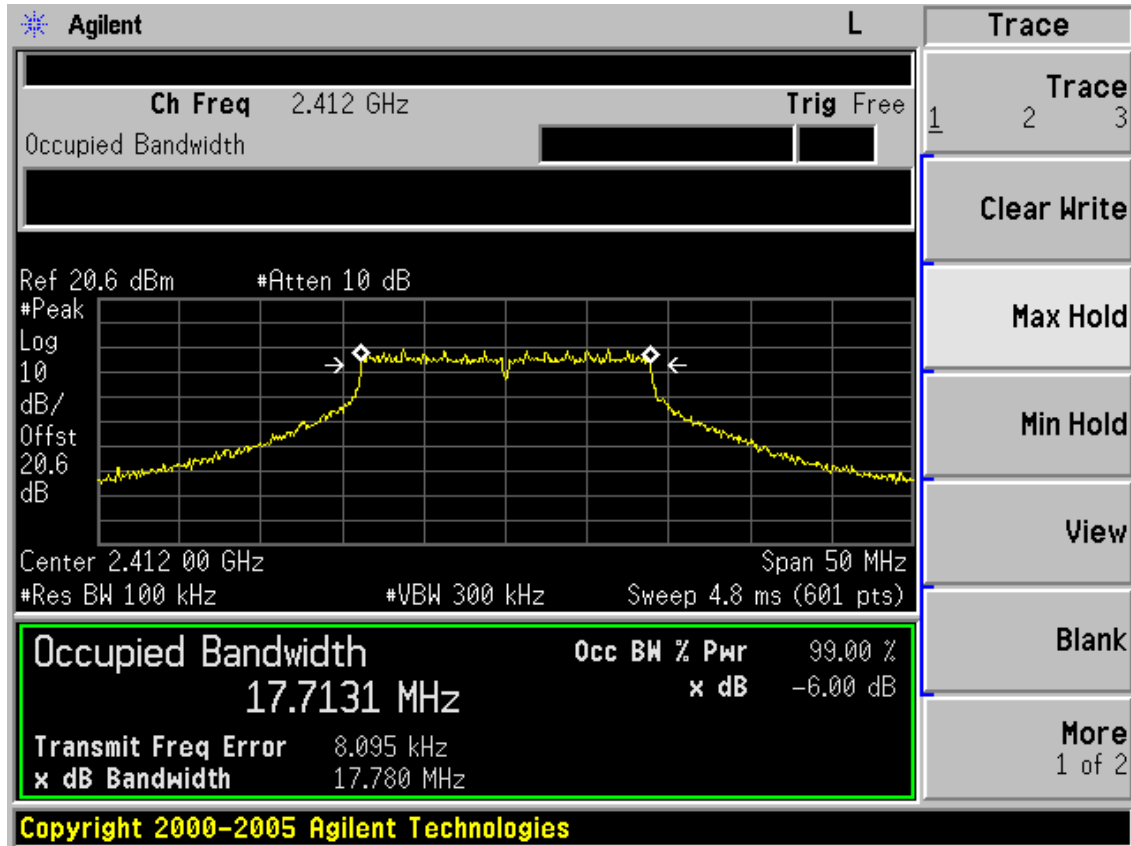 Agilent L Trace
Ch Freq 2.412 GHz Trig Free
Occupied Bandwidth
Trace
1 2 3
Clear Write
Max Hold
Min Hold
View
Blank
More
1 of 2
Ref 20.6 dBm #Atten 10 dB
#Peak
Log
10
dB/
Offst
20.6
dB
Center 2.412 00 GHz Span 50 MHz
#Res BW 100 kHz #VBW 300 kHz Sweep 4.8 ms (601 pts)
Occupied Bandwidth Occ BW % Pwr 99.00 %
17.7131 MHz x dB -6.00 dB
Transmit Freq Error 8.095 kHz
x dB Bandwidth 17.780 MHz
Copyright 2000-2005 Agilent Technologies